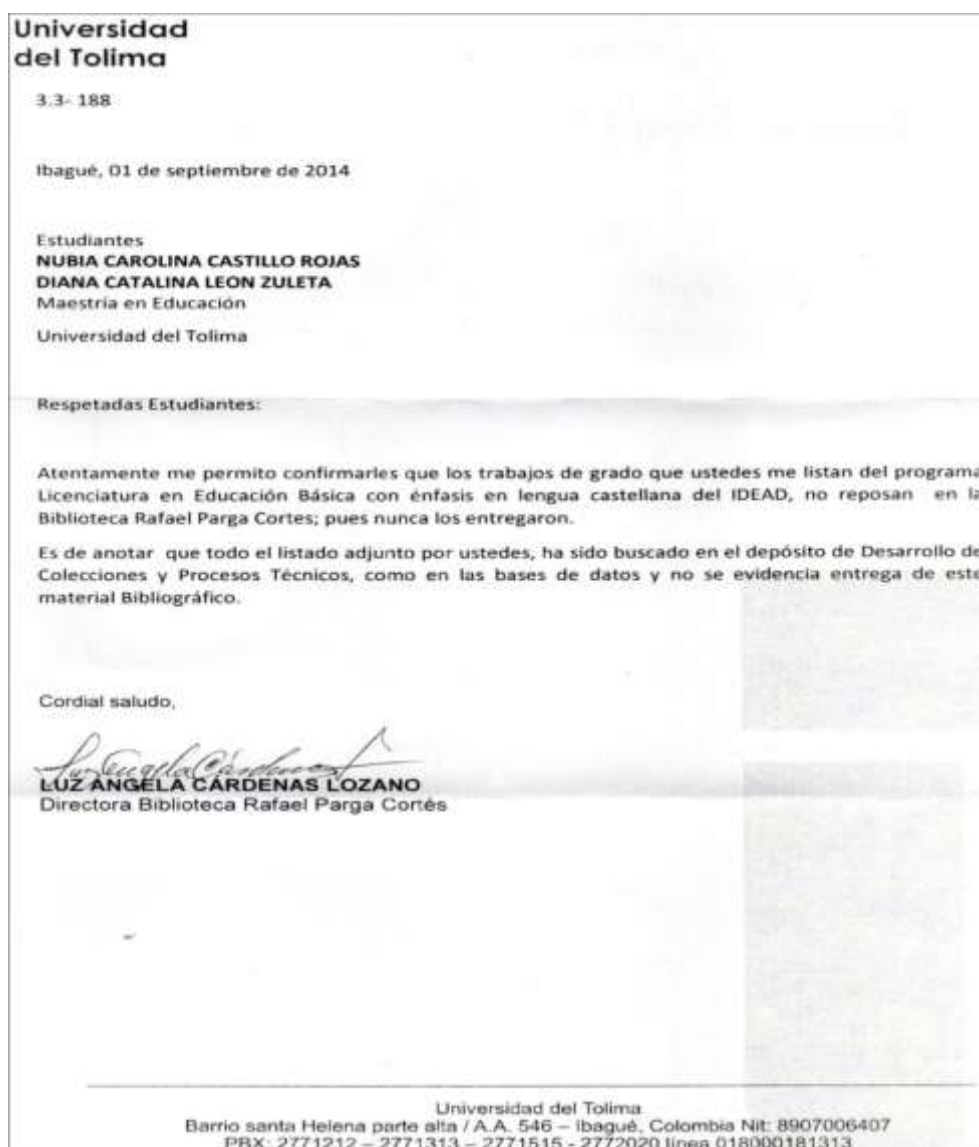 Universidad
del Tolima
3.3- 188
Ibagué, 01 de septiembre de 2014
Estudiantes
NUBIA CAROLINA CASTILLO ROJAS
DIANA CATALINA LEON ZULETA
Maestría en Educación
Universidad del Tolima
Respetadas Estudiantes:
Atentamente me permito confirmarles que los trabajos de grado que ustedes me listan del programa
Licenciatura en Educación Básica con énfasis en lengua castellana del IDEAD, no reposan en la
Biblioteca Rafael Parga Cortes; pues nunca los entregaron.
Es de anotar que todo el listado adjunto por ustedes, ha sido buscado en el depósito de Desarrollo de
Colecciones y Procesos Técnicos, como en las bases de datos y no se evidencia entrega de este
material Bibliográfico.
Cordial saludo,
Luz Angela Cárdenas L
LUZ ANGELA CÁRDENAS LOZANO
Directora Biblioteca Rafael Parga Cortés
Universidad del Tolima
Barrio santa Helena parte alta / A.A. 546 – Ibagué, Colombia Nit: 8907006407
PBX: 2771212 – 2771313 – 2771515 - 2772020 línea 018000181313